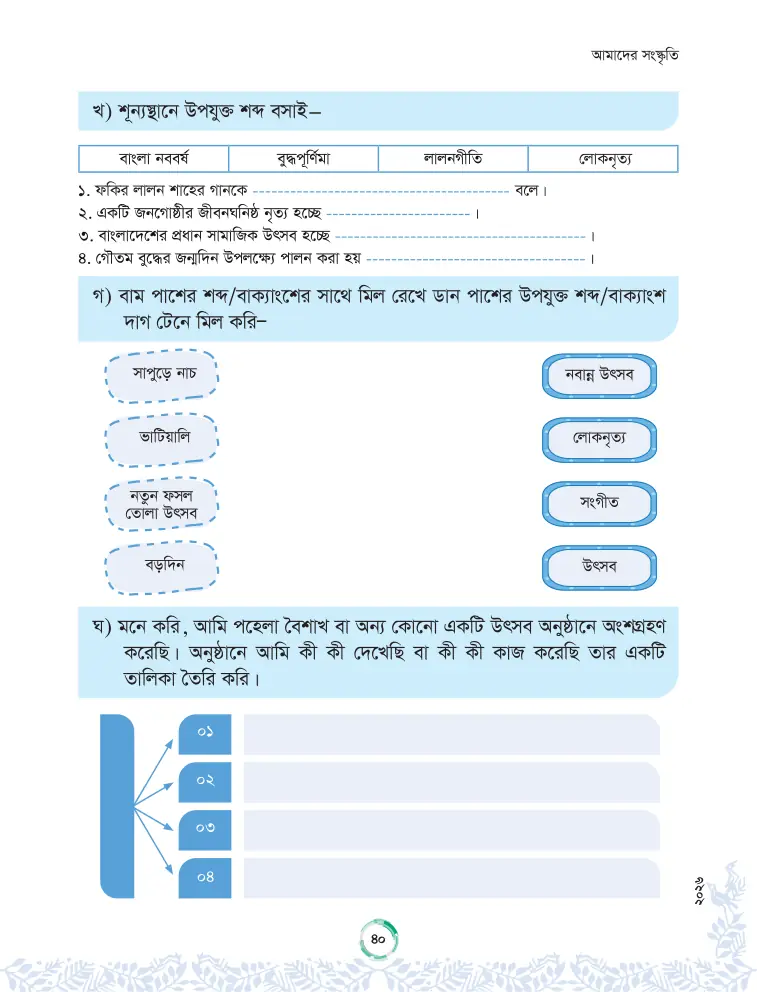 আমাদের সংস্কৃতি
খ) শূন্যস্থানে উপযুক্ত শব্দ বসাই–
বাংলা নববর্ষ বুদ্ধপূর্ণিমা লালনগীতি লোকনৃত্য
১. ফকির লালন শাহের গানকে ---------------------------------------- বলে।
২. একটি জনগোষ্ঠীর জীবনঘনিষ্ঠ নৃত্য হচ্ছে ----------------------- ।
৩. বাংলাদেশের প্রধান সামাজিক উৎসব হচ্ছে ---------------------------------------- ।
৪. গৌতম বুদ্ধের জন্মদিন উপলক্ষ্যে পালন করা হয় ----------------------------------- ।
গ) বাম পাশের শব্দ/বাক্যাংশের সাথে মিল রেখে ডান পাশের উপযুক্ত শব্দ/বাক্যাংশ
দাগ টেনে মিল করি–
সাপুড়ে নাচ নবান্ন উৎসব
ভাটিয়ালি লোকনৃত্য
নতুন ফসল
তোলা উৎসব সংগীত
বড়দিন উৎসব
ঘ) মনে করি, আমি পহেলা বৈশাখ বা অন্য কোনো একটি উৎসব অনুষ্ঠানে অংশগ্রহণ
করেছি। অনুষ্ঠানে আমি কী কী দেখেছি বা কী কী কাজ করেছি তার একটি
তালিকা তৈরি করি।
০১
০২
০৩
০৪
২০২৬
৪০